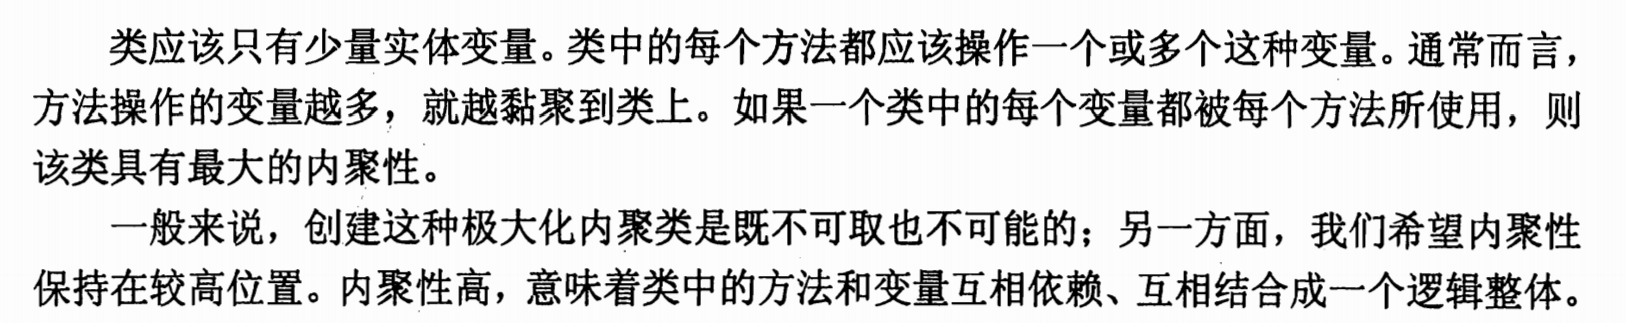 类应该只有少量实体变量。类中的每个方法都应该操作一个或多个这种变量。通常而言，
方法操作的变量越多，就越黏聚到类上。如果一个类中的每个变量都被每个方法所使用，则
该类具有最大的内聚性。
一般来说，创建这种极大化内聚类是既不可取也不可能的；另一方面，我们希望内聚性
保持在较高位置。内聚性高，意味着类中的方法和变量互相依赖、互相结合成一个逻辑整体。